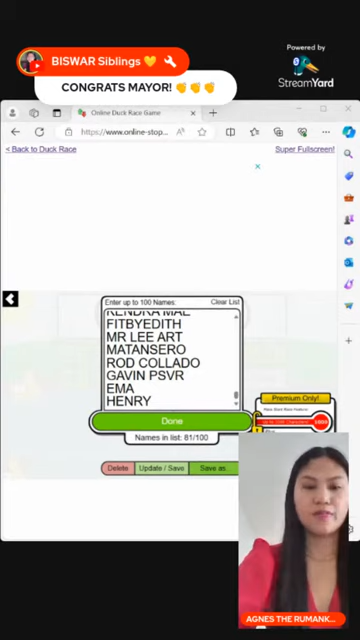 BISWAR Siblings
CONGRATS MAYOR!
Powered by
StreamYard
Online Duck Race Game
https://www.online-stop...
< Back to Duck Race
Super Fullscreen!
Enter up to 100 Names:
Clear List
KENDRA MAE
FITBYEDITH
MR LEE ART
MATANSERO
ROD COLLADO
GAVIN PSVR
EMA
HENRY
Done
Names in list: 81/100
Premium Only!
Delete
Update / Save
Save as...
AGNES THE RUMANK...